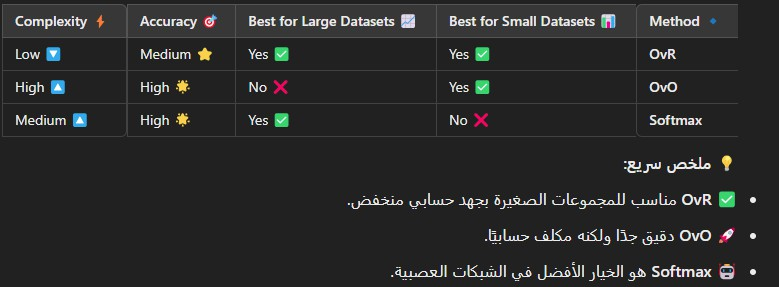 Complexity ⚡ Accuracy 🎯 Best for Large Datasets 📈 Best for Small Datasets 📊 Method 🔹
Low 🔽 Medium ⭐ Yes ✅ Yes ✅ OvR
High 🔼 High 🌟 No ❌ Yes ✅ OvO
Medium 🔼 High 🌟 Yes ✅ No ❌ Softmax
💡 ملخص سريع:
✅ OvR مناسب للمجموعات الصغيرة بجهد حسابي منخفض.
🚀 OvO دقيق جدًا ولكنه مكلف حسابيًا.
🤖 Softmax هو الخيار الأفضل في الشبكات العصبية.